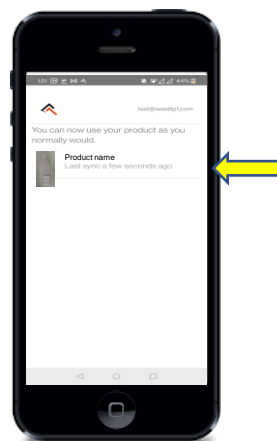 test@seedlipf.com
You can now use your product as you
normally would.
Product name
Last sync a few seconds ago